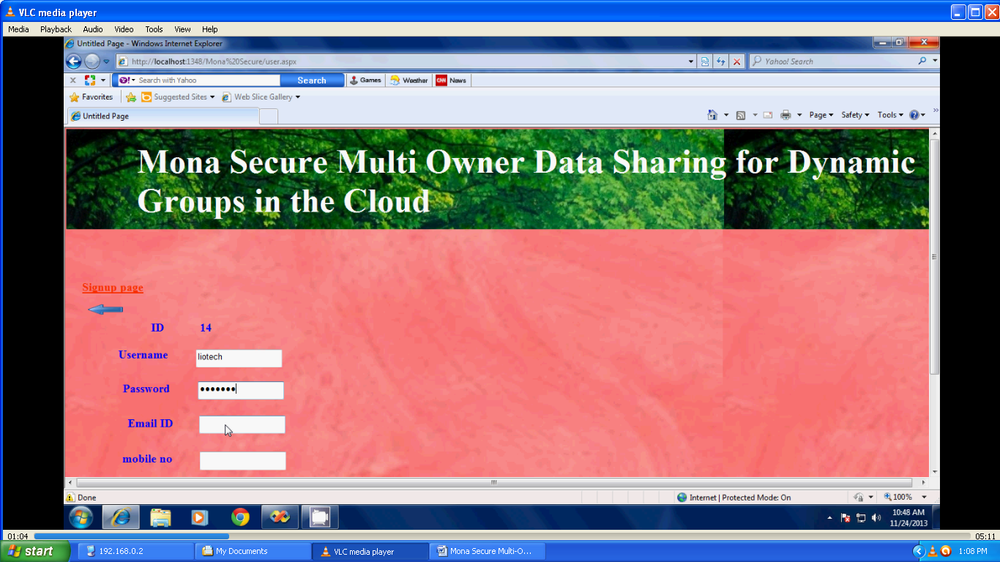 VLC media player
Media Playback Audio Video Tools View Help
Untitled Page - Windows Internet Explorer
http://localhost:1348/Mona%20Secure/user.aspx
Yahoo! Search
Y! Search with Yahoo
Search
Games
Weather
CNN News
Favorites
Suggested Sites
Web Slice Gallery
Untitled Page
Page Safety Tools
Mona Secure Multi Owner Data Sharing for Dynamic
Groups in the Cloud
Signup page
ID 14
Username liotech
Password •••••••
Email ID
mobile no
Done
Internet | Protected Mode: On
100%
10:48 AM
11/24/2013
01:04
05:11
start
192.168.0.2
My Documents
VLC media player
Mona Secure Multi-O...
1:08 PM